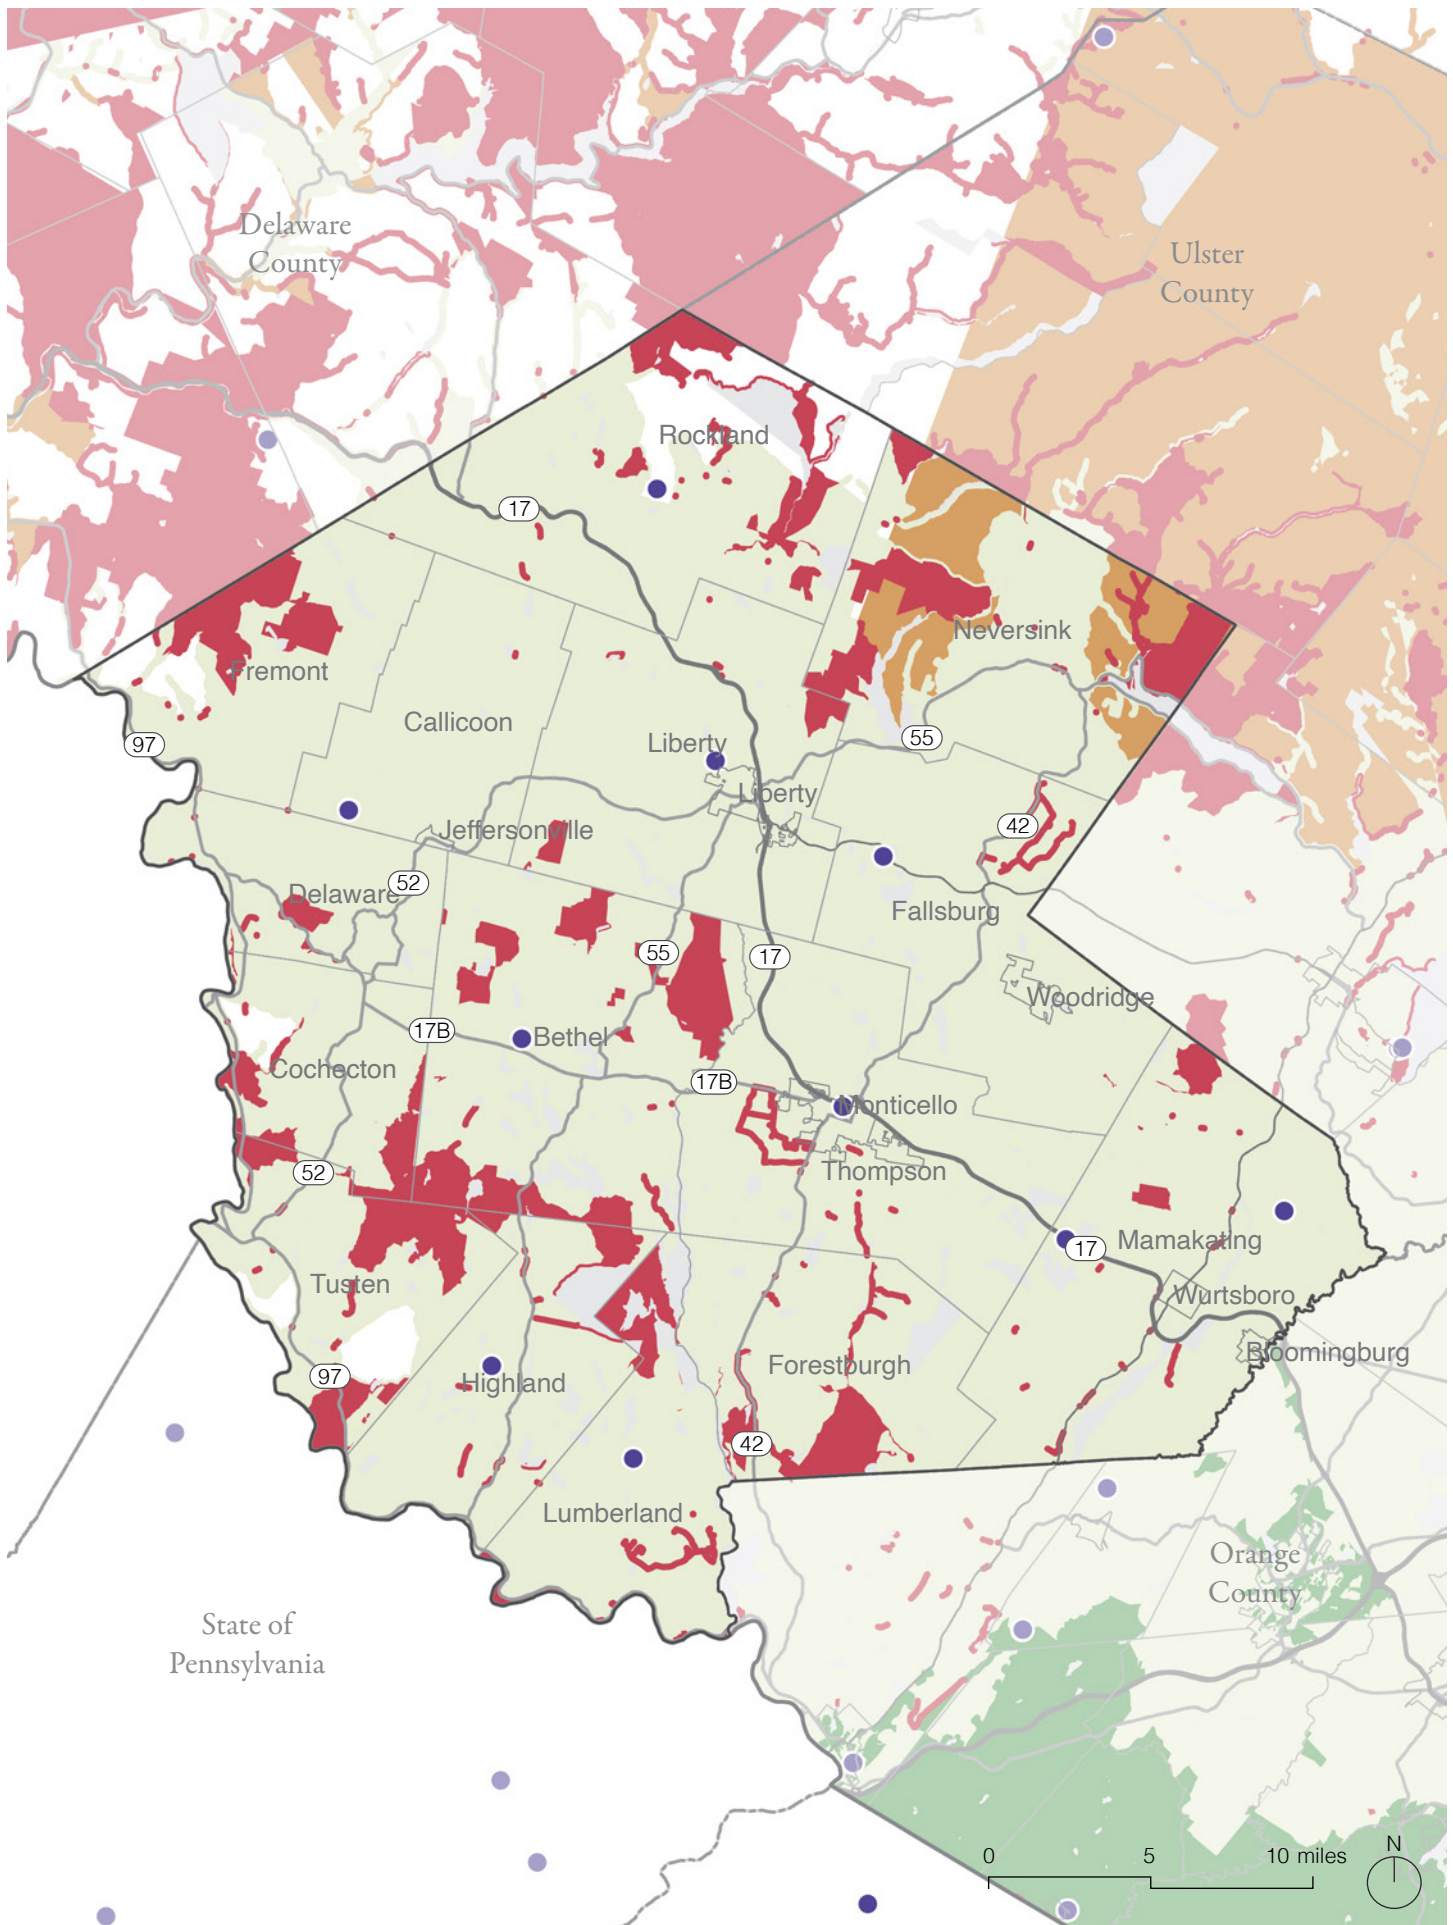 Delaware
County
Ulster
County
Rockland
17
Neversink
Fremont
Callicoon
97
Liberty
55
Liberty
Jeffersonville
42
52
Delaware
Fallsburg
55
17
Woodridge
17B
Bethel
Cochecton
17B
Monticello
52
Thompson
17
Mamakating
Tusten
Wurtsboro
Bloomingburg
Forestburgh
97
Highland
42
Lumberland
Orange
County
State of
Pennsylvania
0 5 10 miles
N